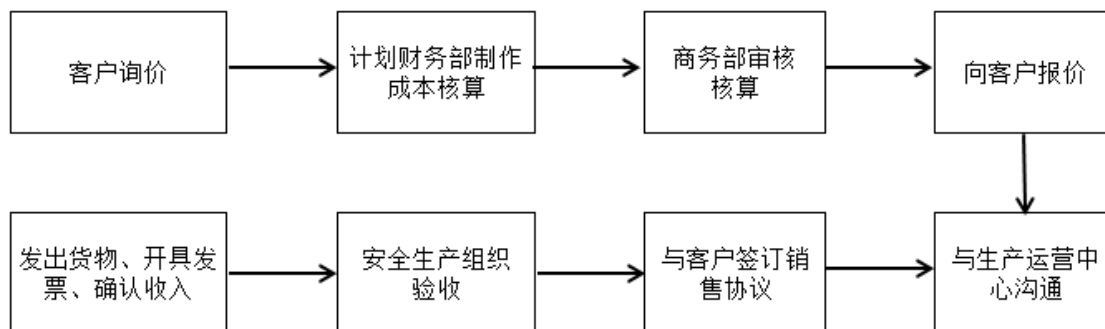 客户询价
计划财务部制作
成本核算
商务部审核
核算
向客户报价
发出货物、开具发
票、确认收入
安全生产组织
验收
与客户签订销
售协议
与生产运营中
心沟通